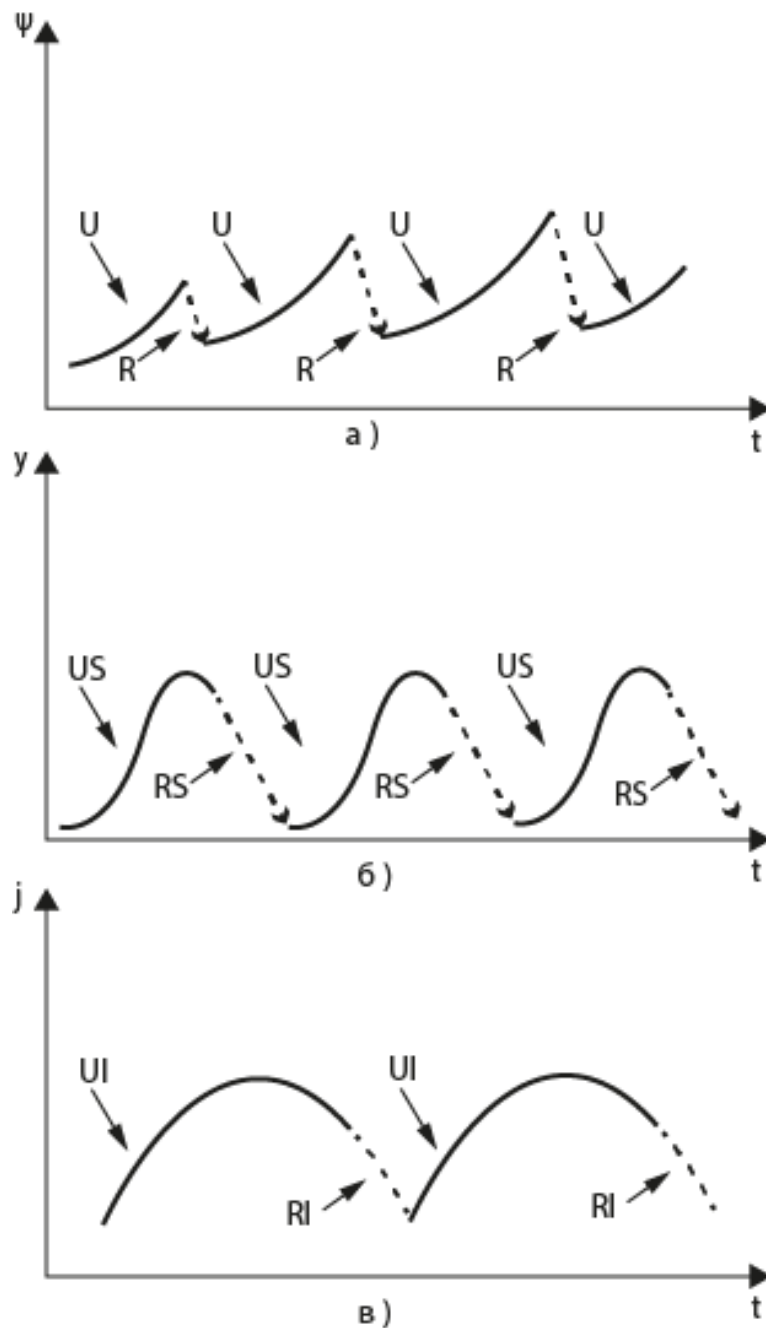 ψ
U U U U
R R R
а )
t
y
US US US
RS RS RS
б )
t
j
UI UI
RI RI
в )
t